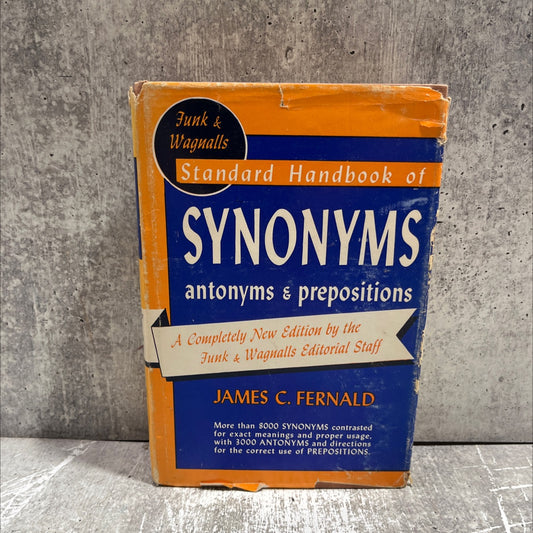 Funk &
Wagnalls
Standard Handbook of
SYNONYMS
antonyms & prepositions
A Completely New Edition by the
Funk & Wagnalls Editorial Staff
JAMES C. FERNALD
More than 8000 SYNONYMS contrasted
for exact meanings and proper usage,
with 3000 ANTONYMS and directions
for the correct use of PREPOSITIONS.